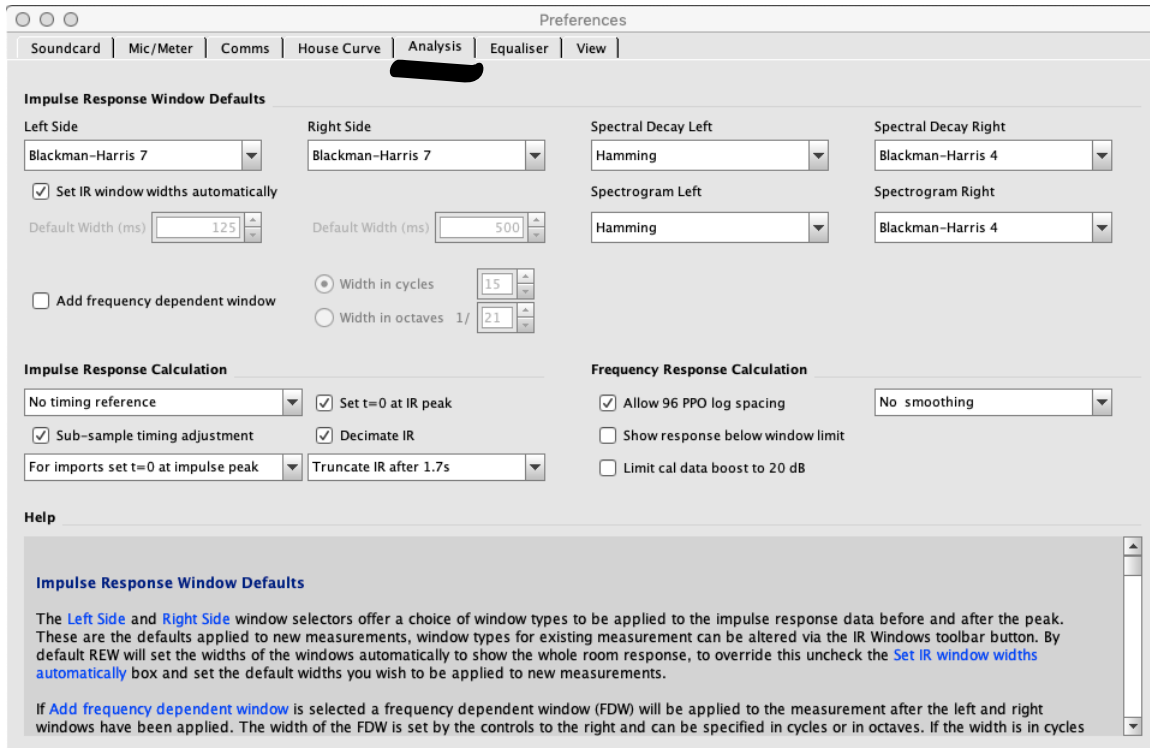 Preferences
Soundcard Mic/Meter Comms House Curve Analysis Equaliser View
Impulse Response Window Defaults
Left Side Right Side Spectral Decay Left Spectral Decay Right
Blackman-Harris 7 Blackman-Harris 7 Hamming Blackman-Harris 4
Set IR window widths automatically Spectrogram Left Spectrogram Right
Default Width (ms) 125 Default Width (ms) 500 Hamming Blackman-Harris 4
Width in cycles 15
Add frequency dependent window
Width in octaves 1/ 21
Impulse Response Calculation Frequency Response Calculation
No timing reference Set t=0 at IR peak Allow 96 PPO log spacing No smoothing
Sub-sample timing adjustment Decimate IR Show response below window limit
For imports set t=0 at impulse peak Truncate IR after 1.7s Limit cal data boost to 20 dB
Help
Impulse Response Window Defaults
The Left Side and Right Side window selectors offer a choice of window types to be applied to the impulse response data before and after the peak.
These are the defaults applied to new measurements, window types for existing measurement can be altered via the IR Windows toolbar button. By
default REW will set the widths of the windows automatically to show the whole room response, to override this uncheck the Set IR window widths
automatically box and set the default widths you wish to be applied to new measurements.
If Add frequency dependent window is selected a frequency dependent window (FDW) will be applied to the measurement after the left and right
windows have been applied. The width of the FDW is set by the controls to the right and can be specified in cycles or in octaves. If the width is in cycles